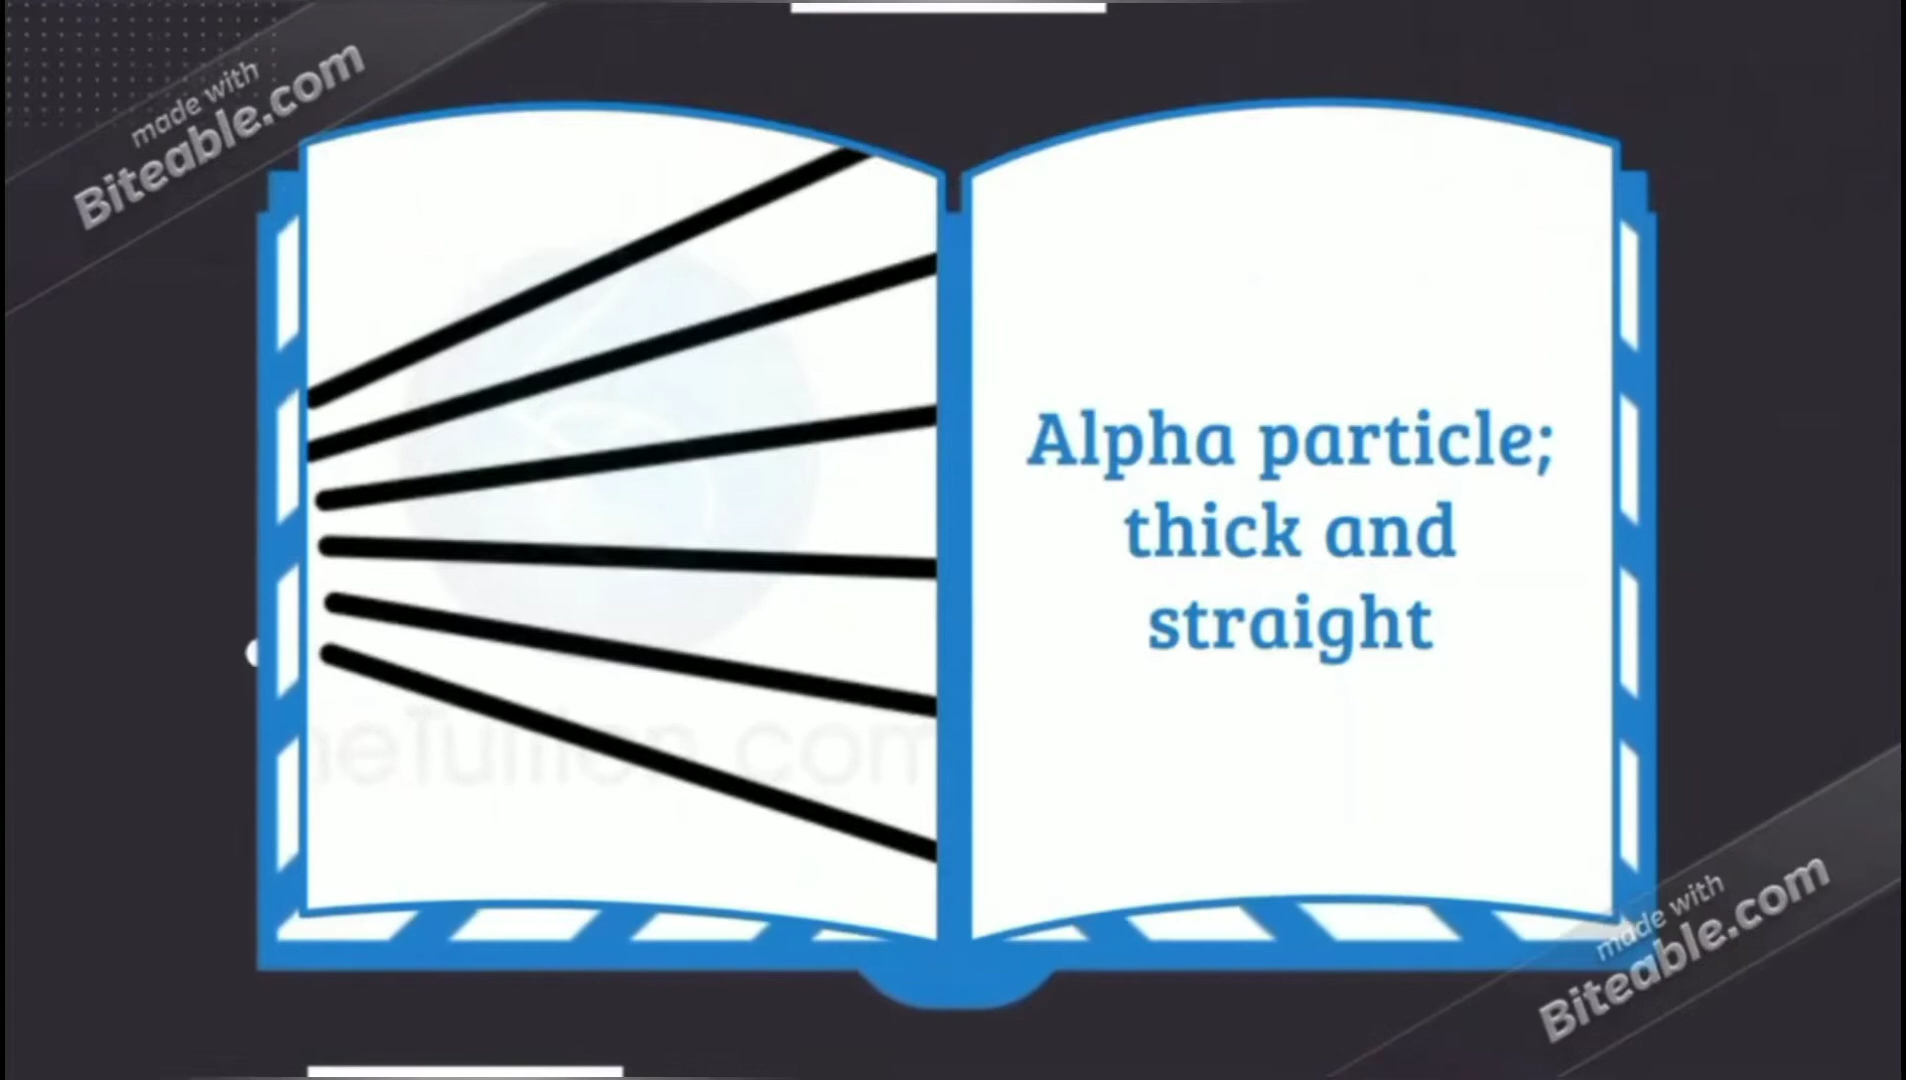 made with
Biteable.com
Alpha particle;
thick and
straight
made with
Biteable.com